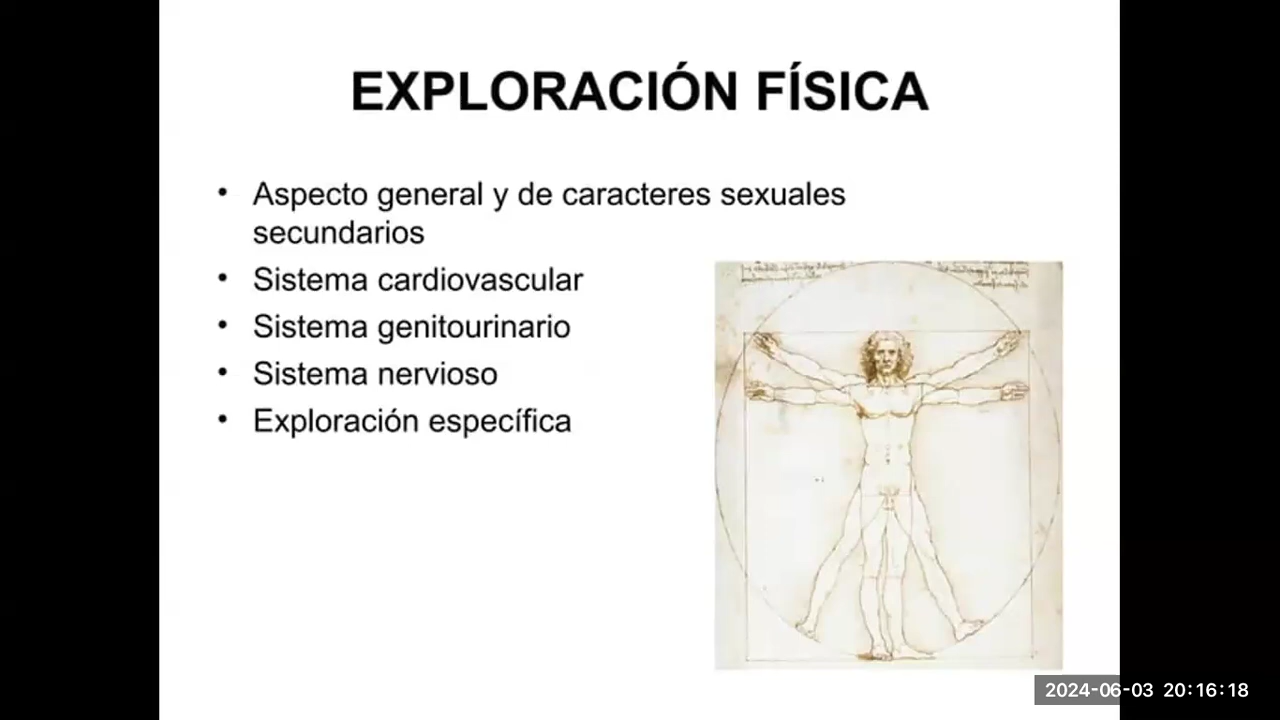 EXPLORACIÓN FÍSICA
• Aspecto general y de caracteres sexuales
secundarios
• Sistema cardiovascular
• Sistema genitourinario
• Sistema nervioso
• Exploración específica
2024-06-03 20:16:18